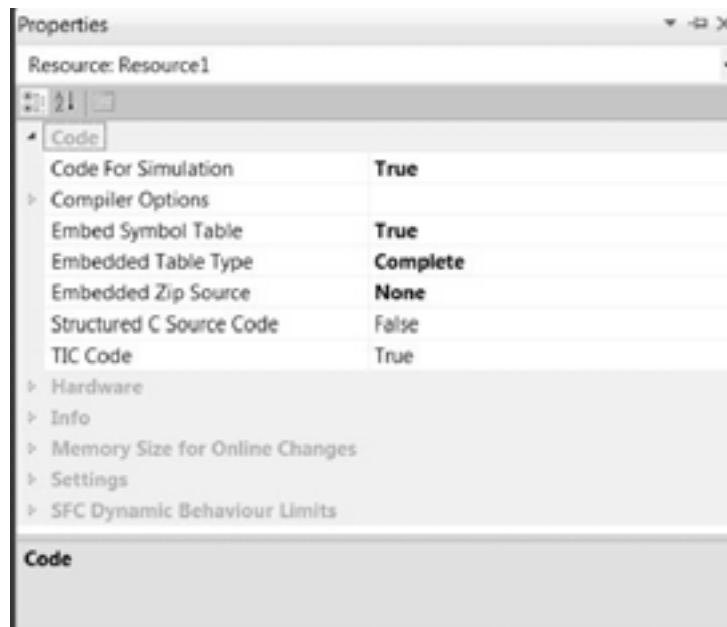 Properties
Resource: Resource1
Code
Code For Simulation True
Compiler Options
Embed Symbol Table True
Embedded Table Type Complete
Embedded Zip Source None
Structured C Source Code False
TIC Code True
Hardware
Info
Memory Size for Online Changes
Settings
SFC Dynamic Behaviour Limits
Code